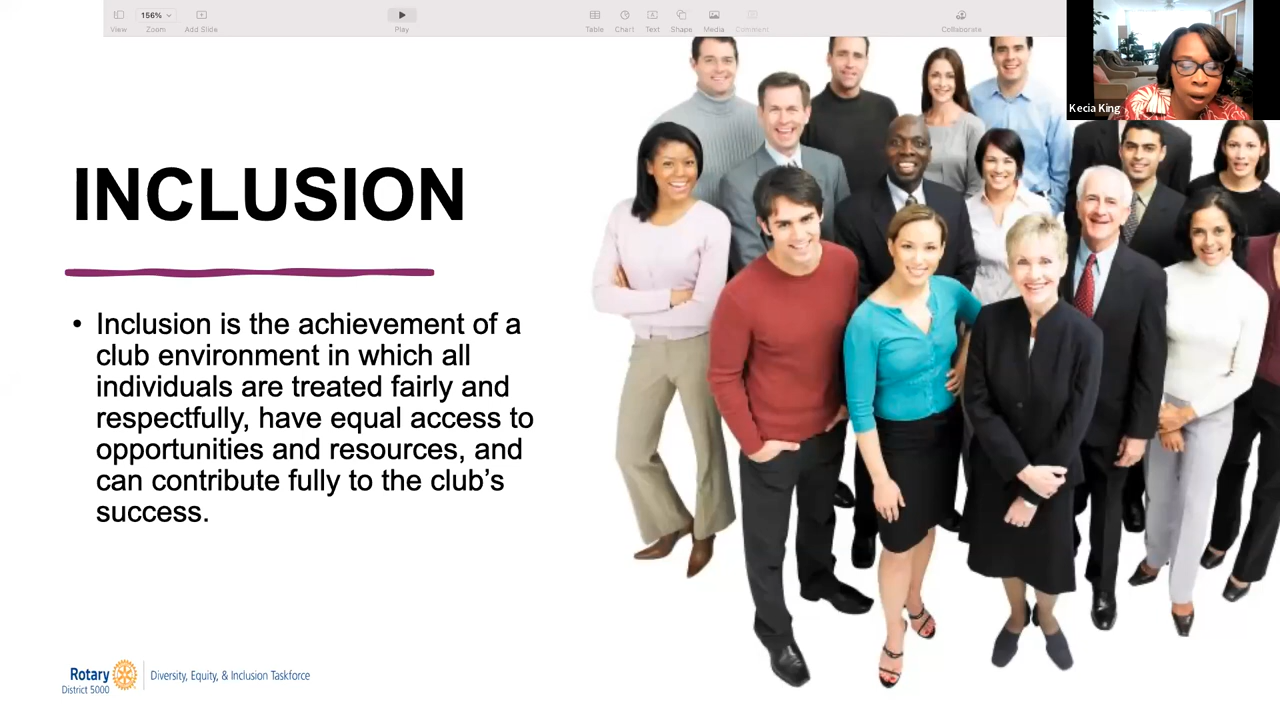 156%
View
Zoom
Add Slide
Play
Table
Chart
Text
Shape
Media
Comment
Collaborate
Kecia King
INCLUSION
• Inclusion is the achievement of a
club environment in which all
individuals are treated fairly and
respectfully, have equal access to
opportunities and resources, and
can contribute fully to the club’s
success.
Rotary
District 5000
Diversity, Equity, & Inclusion Taskforce